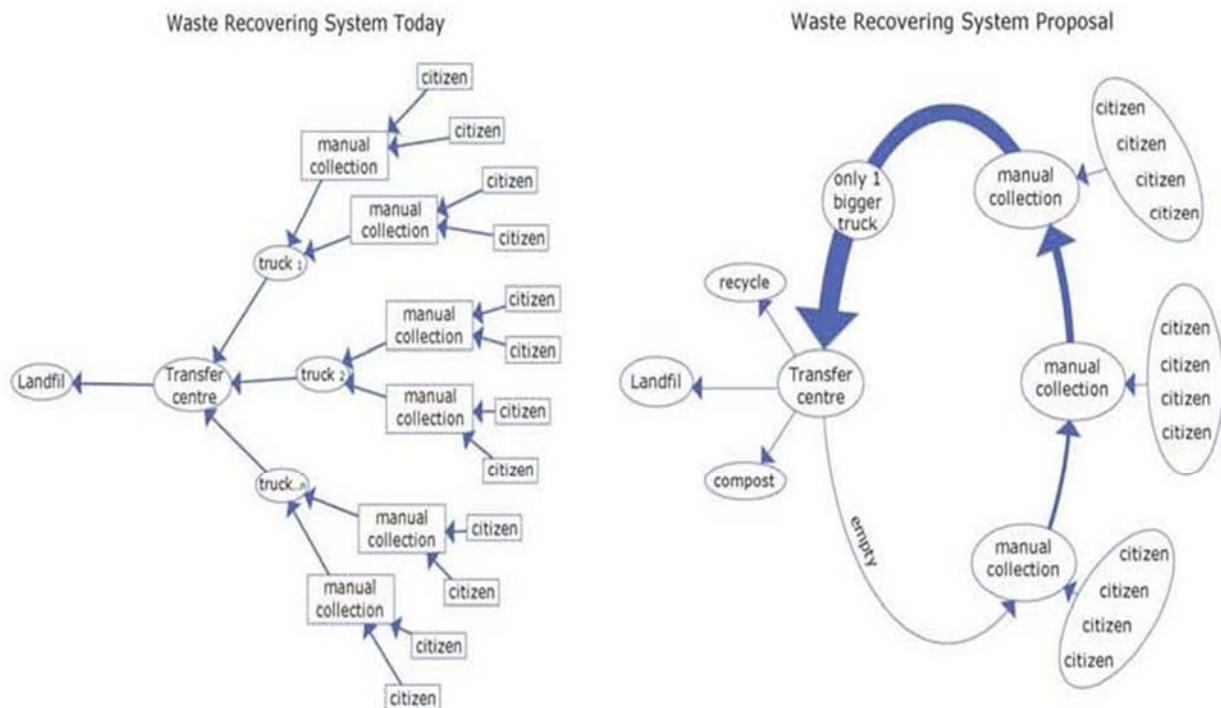 Waste Recovering System Today
citizen
citizen
manual
collection
citizen
manual
collection
citizen
truck 1
citizen
manual
collection
citizen
truck 2
Landfil
Transfer
centre
manual
collection
citizen
citizen
truck...n
manual
collection
citizen
citizen
manual
collection
citizen
citizen
Waste Recovering System Proposal
citizen
citizen
citizen
citizen
manual
collection
only 1
bigger
truck
recycle
citizen
citizen
citizen
citizen
manual
collection
Landfil
Transfer
centre
compost
empty
manual
collection
citizen
citizen
citizen
citizen